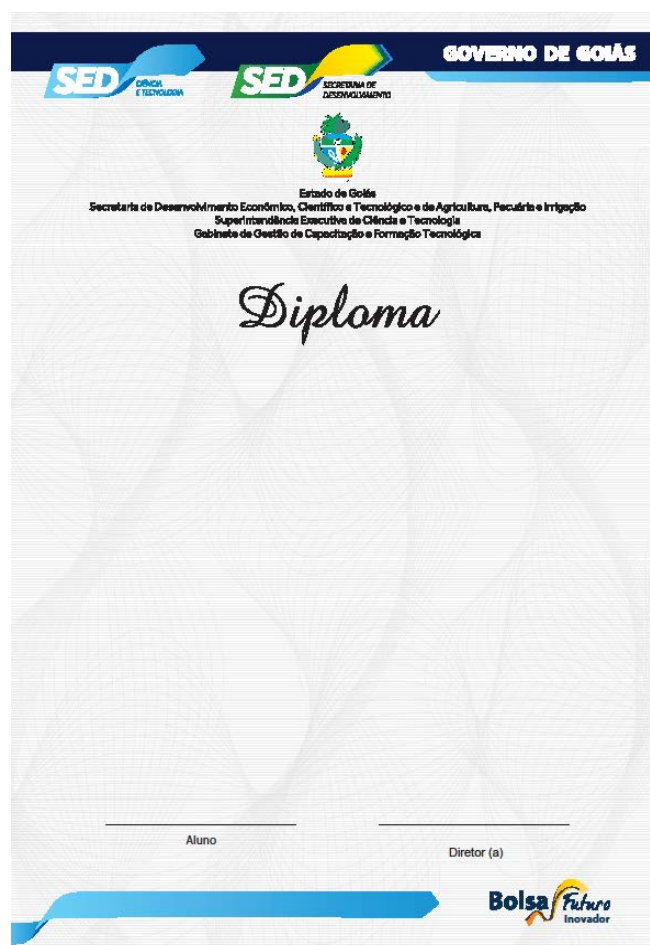 GOVERNO DE GOIÁS
SED CIÊNCIA
E TECNOLOGIA
SED SECRETARIA DE
DESENVOLVIMENTO
Estado de Goiás
Secretaria de Desenvolvimento Econômico, Científico e Tecnológico e de Agricultura, Pecuária e Irrigação
Superintendência Executiva de Ciência e Tecnologia
Gabinete de Gestão de Capacitação e Formação Tecnológica
Diploma
Aluno
Diretor (a)
Bolsa Futuro
Inovador